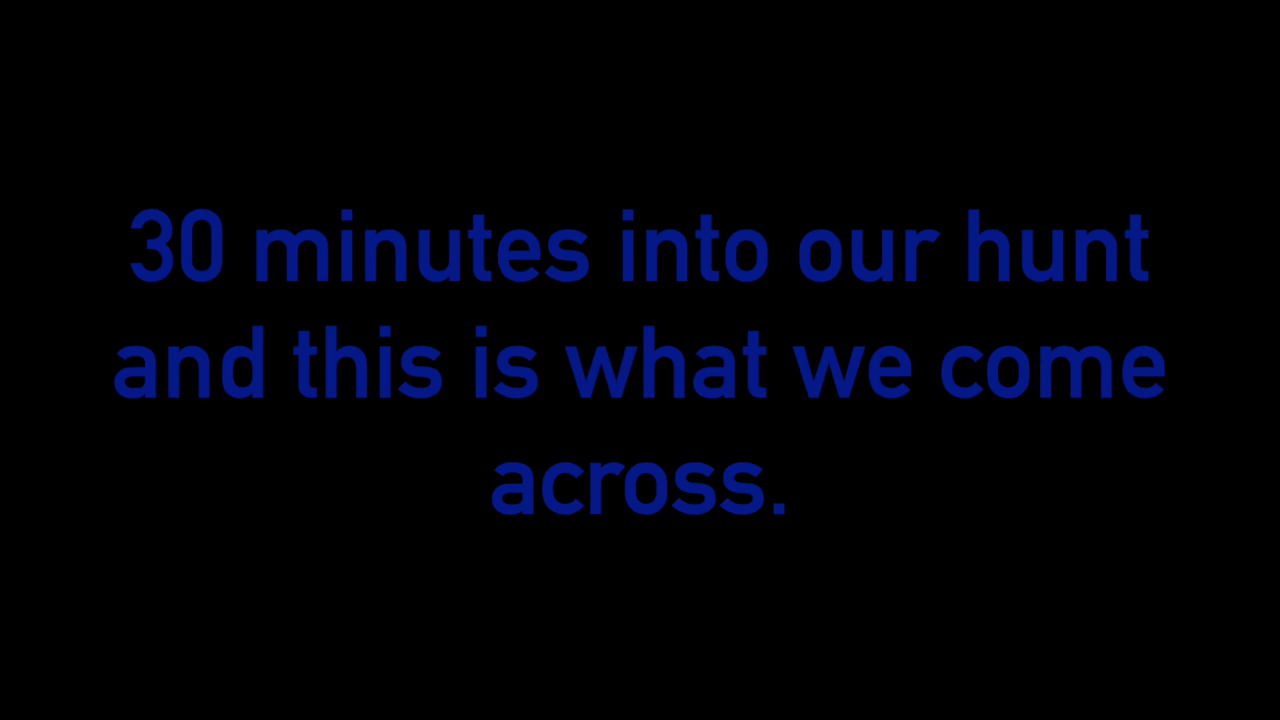 30 minutes into our hunt
and this is what we come
across.